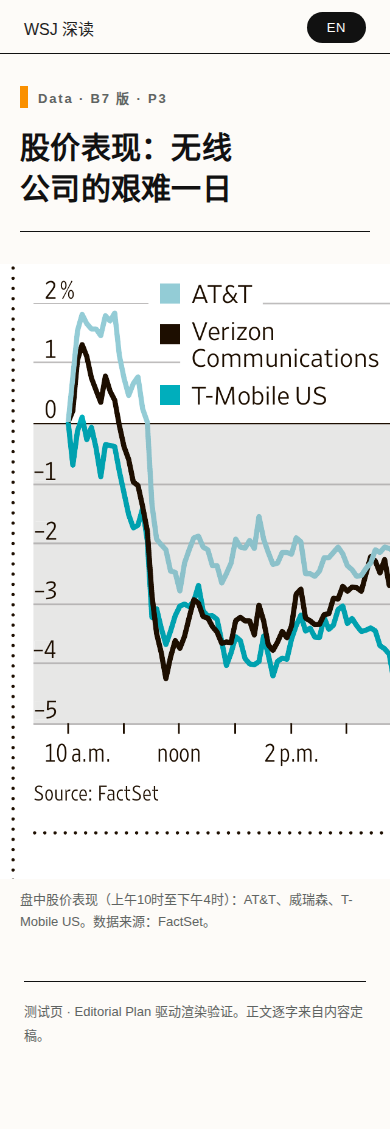 WSJ 深读
EN
Data · B7 版 · P3
股价表现：无线
公司的艰难一日
2%
1
0
–1
–2
–3
–4
–5
AT&T
Verizon
Communications
T-Mobile US
10 a.m.
noon
2 p.m.
Source: FactSet
盘中股价表现（上午10时至下午4时）：AT&T、威瑞森、T-
Mobile US。数据来源：FactSet。
测试页 · Editorial Plan 驱动渲染验证。正文逐字来自内容定
稿。